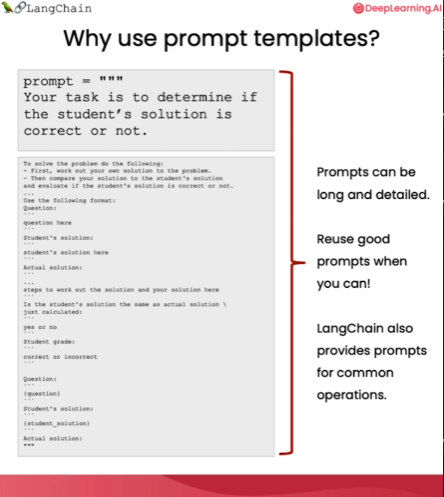 LangChain
DeepLearning.AI
Why use prompt templates?
prompt = """
Your task is to determine if
the student's solution is
correct or not.
To solve the problem do the following:
- First, work out your own solution to the problem.
- Then compare your solution to the student's solution
and evaluate if the student's solution is correct or not.
...
Use the following format:
Question:
```
question here
```
Student's solution:
```
student's solution here
```
Actual solution:
```
...
steps to work out the solution and your solution here
```
Is the student's solution the same as actual solution \
just calculated:
```
yes or no
```
Student grade:
```
correct or incorrect
```
Question:
```
{question}
```
Student's solution:
```
{student_solution}
```
Actual solution:
"""
Prompts can be
long and detailed.
Reuse good
prompts when
you can!
LangChain also
provides prompts
for common
operations.